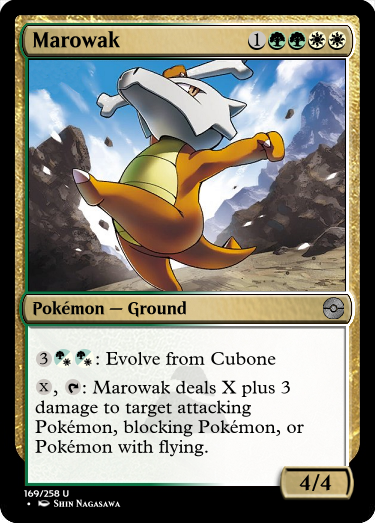 Marowak 1
Pokémon — Ground
3: Evolve from Cubone
X, : Marowak deals X plus 3
damage to target attacking
Pokémon, blocking Pokémon, or
Pokémon with flying.
4/4
169/258 U
• Shin Nagasawa